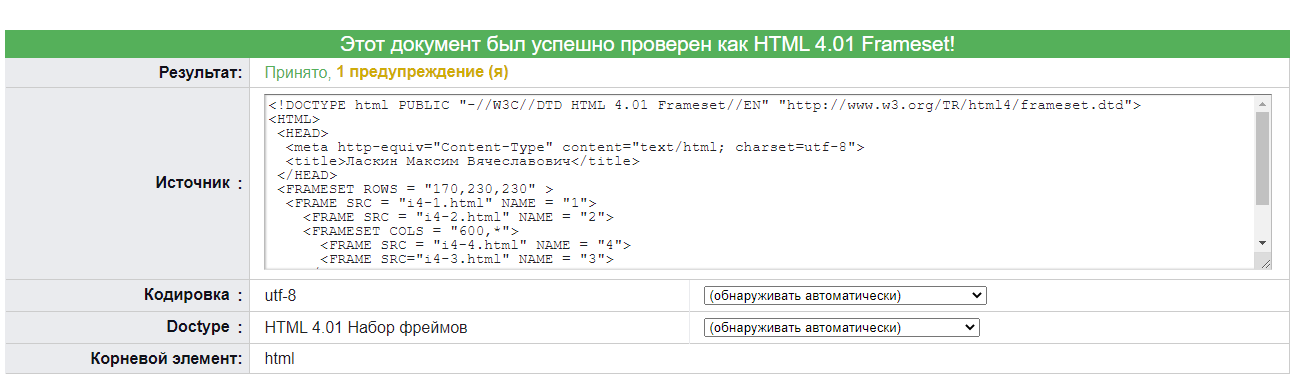 Этот документ был успешно проверен как HTML 4.01 Frameset!
Результат: Принято, 1 предупреждение (я)
Источник :
<!DOCTYPE html PUBLIC "-//W3C//DTD HTML 4.01 Frameset//EN" "http://www.w3.org/TR/html4/frameset.dtd">
<HTML>
<HEAD>
<meta http-equiv="Content-Type" content="text/html; charset=utf-8">
<title>Ласкин Максим Вячеславович</title>
</HEAD>
<FRAMESET ROWS = "170,230,230" >
<FRAME SRC = "i4-1.html" NAME = "1">
<FRAME SRC = "i4-2.html" NAME = "2">
<FRAMESET COLS = "600,*">
<FRAME SRC = "i4-4.html" NAME = "4">
<FRAME SRC="i4-3.html" NAME = "3">
Кодировка : utf-8 (обнаруживать автоматически)
Doctype : HTML 4.01 Набор фреймов (обнаруживать автоматически)
Корневой элемент: html